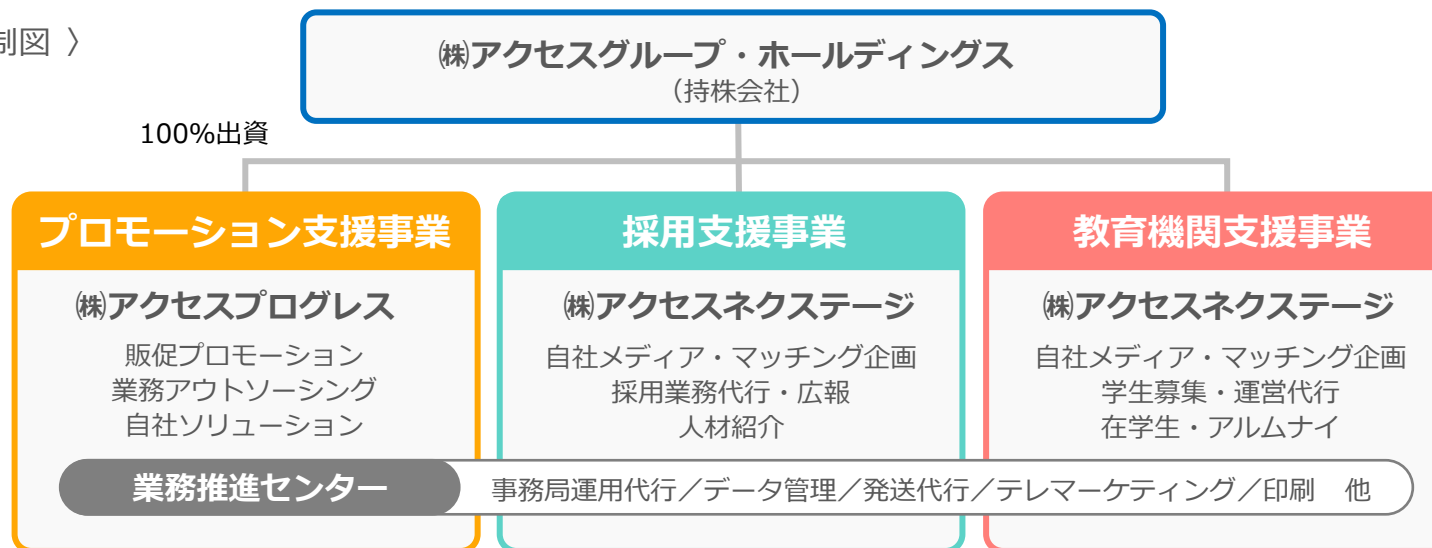 制図 〉
㈱アクセスグループ・ホールディングス
（持株会社）
100%出資
プロモーション支援事業
㈱アクセスプログレス
販促プロモーション
業務アウトソーシング
自社ソリューション
採用支援事業
㈱アクセスネクステージ
自社メディア・マッチング企画
採用業務代行・広報
人材紹介
教育機関支援事業
㈱アクセスネクステージ
自社メディア・マッチング企画
学生募集・運営代行
在学生・アルムナイ
業務推進センター
事務局運用代行／データ管理／発送代行／テレマーケティング／印刷　他